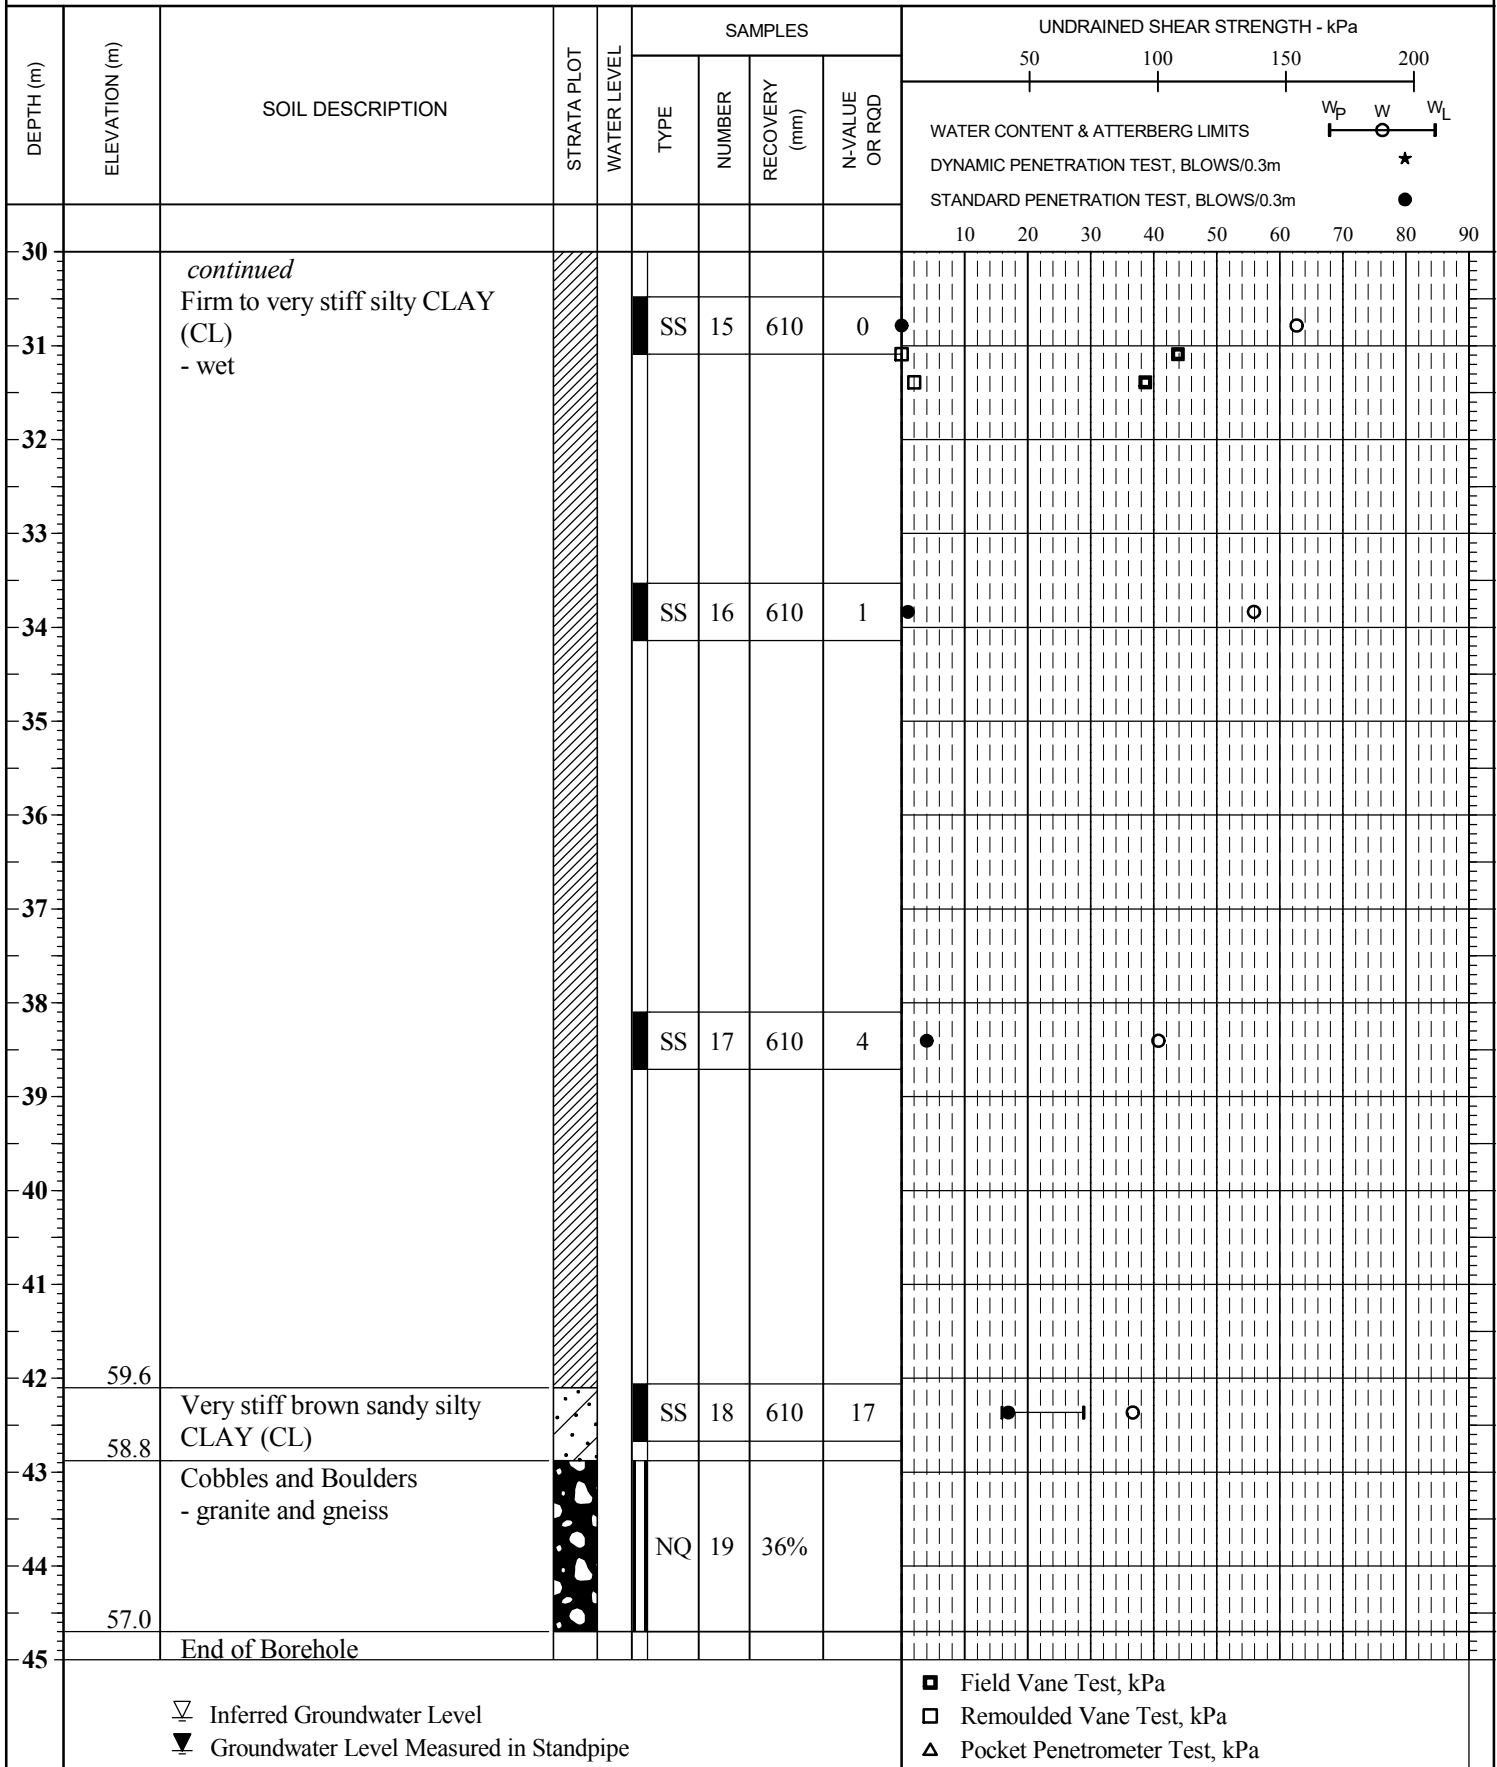 SAMPLES
UNDRAINED SHEAR STRENGTH - kPa
50 100 150 200
DEPTH (m)
ELEVATION (m)
SOIL DESCRIPTION
STRATA PLOT
WATER LEVEL
TYPE
NUMBER
RECOVERY
(mm)
N-VALUE
OR RQD
WP W WL
WATER CONTENT & ATTERBERG LIMITS
DYNAMIC PENETRATION TEST, BLOWS/0.3m ★
STANDARD PENETRATION TEST, BLOWS/0.3m ●
10 20 30 40 50 60 70 80 90
30
continued
Firm to very stiff silty CLAY
(CL)
- wet
SS 15 610 0
31
32
33
SS 16 610 1
34
35
36
37
38
SS 17 610 4
39
40
41
42
59.6
Very stiff brown sandy silty
CLAY (CL)
SS 18 610 17
58.8
43
Cobbles and Boulders
- granite and gneiss
NQ 19 36%
44
57.0
End of Borehole
45
Inferred Groundwater Level
Groundwater Level Measured in Standpipe
Field Vane Test, kPa
Remoulded Vane Test, kPa
Pocket Penetrometer Test, kPa